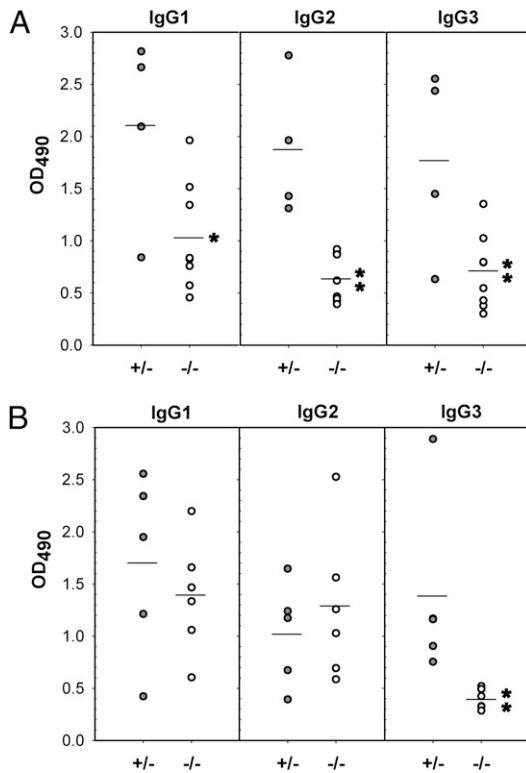 A
IgG1 IgG2 IgG3
3.0
2.5
2.0
1.5
1.0
0.5
0.0
OD490
*
*
*
*
*
+/- -/- +/- -/- +/- -/-
B
IgG1 IgG2 IgG3
3.0
2.5
2.0
1.5
1.0
0.5
0.0
OD490
*
*
+/- -/- +/- -/- +/- -/-